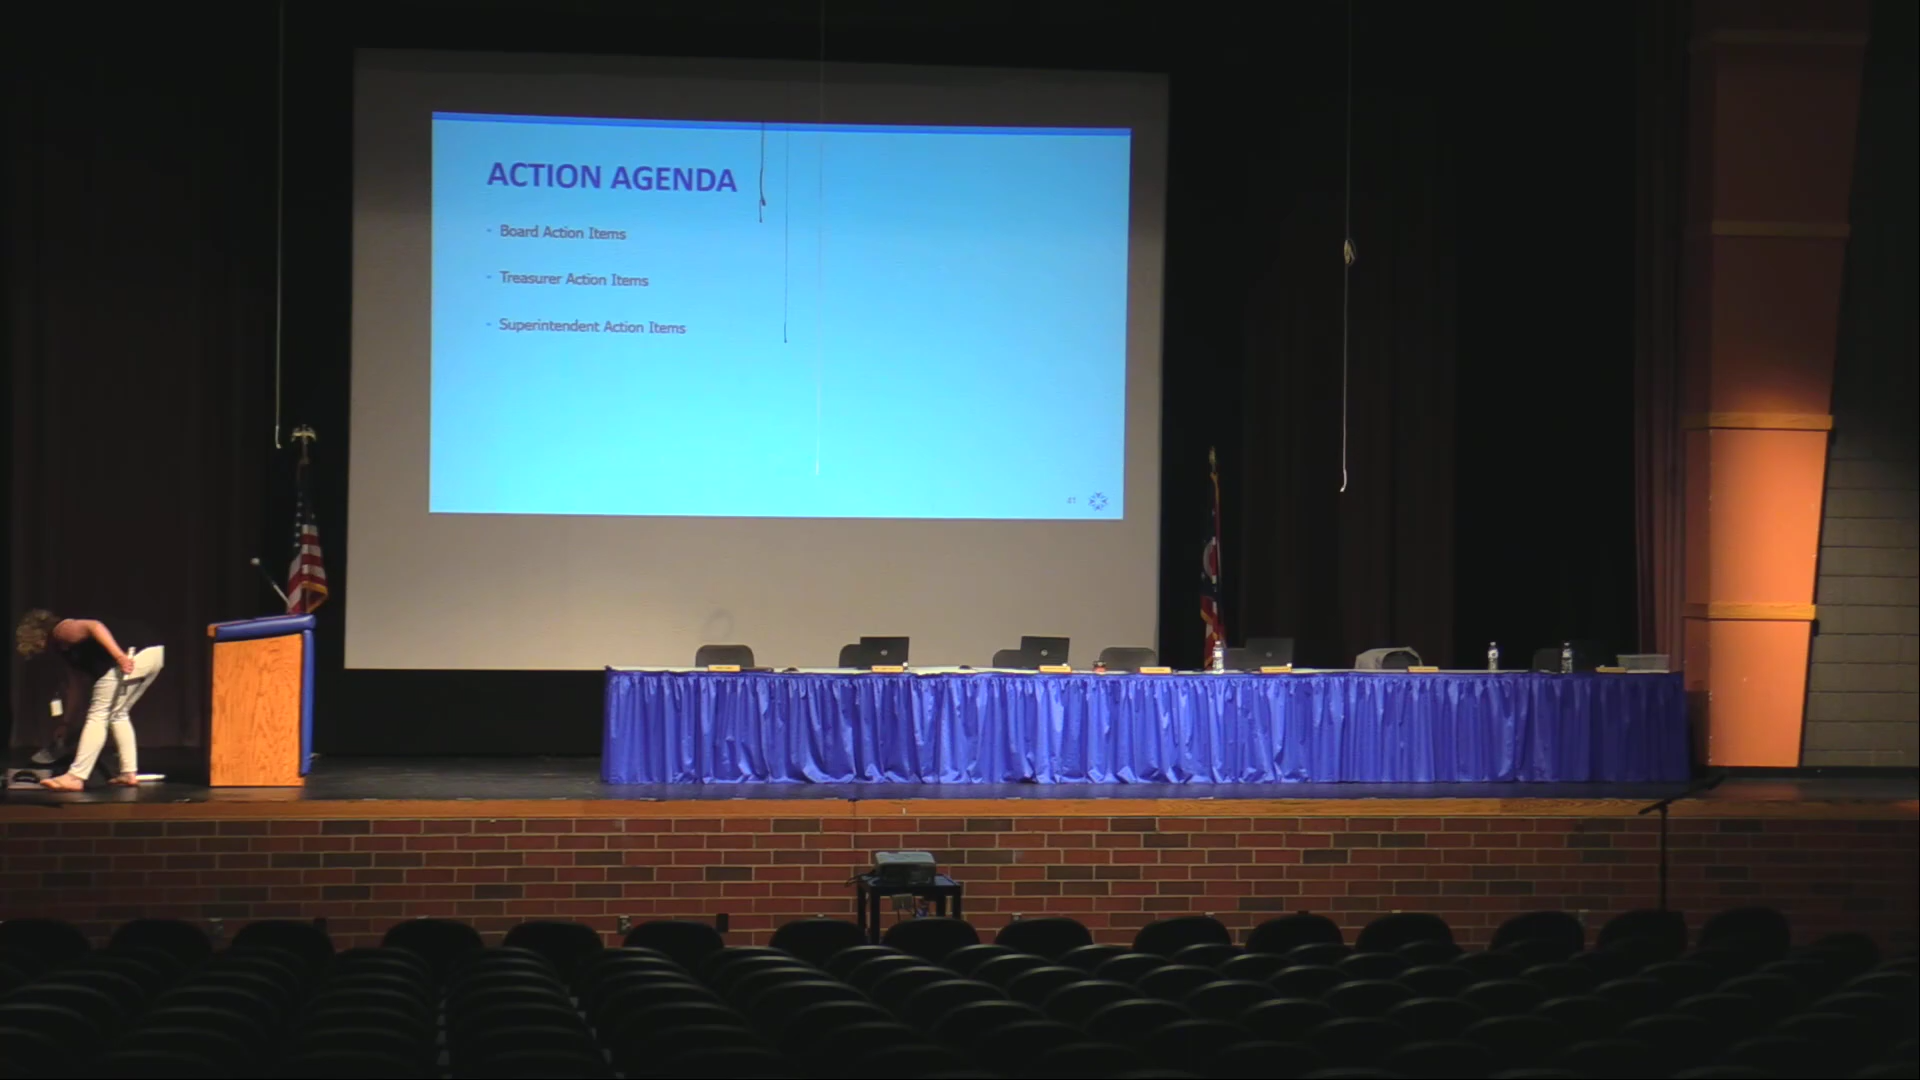 ACTION AGENDA
- Board Action Items
- Treasurer Action Items
- Superintendent Action Items